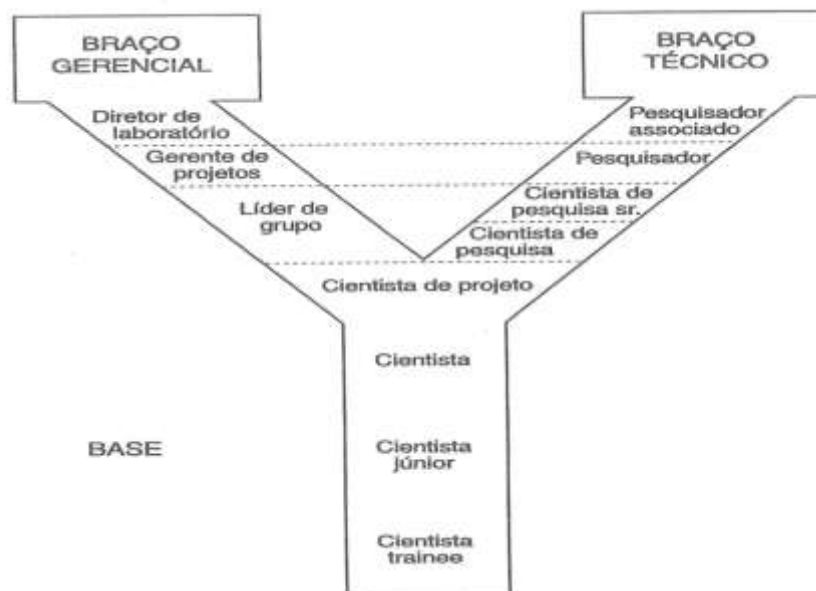 BRAÇO
GERENCIAL
BRAÇO
TÉCNICO
Diretor de
laboratório
Pesquisador
associado
Gerente de
projetos
Pesquisador
Líder de
grupo
Cientista de
pesquisa sr.
Cientista de
pesquisa
Cientista de projeto
Cientista
BASE
Cientista
júnior
Cientista
trainee